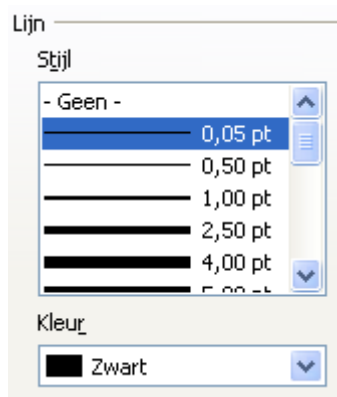 Lijn
Stijl
- Geen -
0,05 pt
0,50 pt
1,00 pt
2,50 pt
4,00 pt
Kleur
Zwart